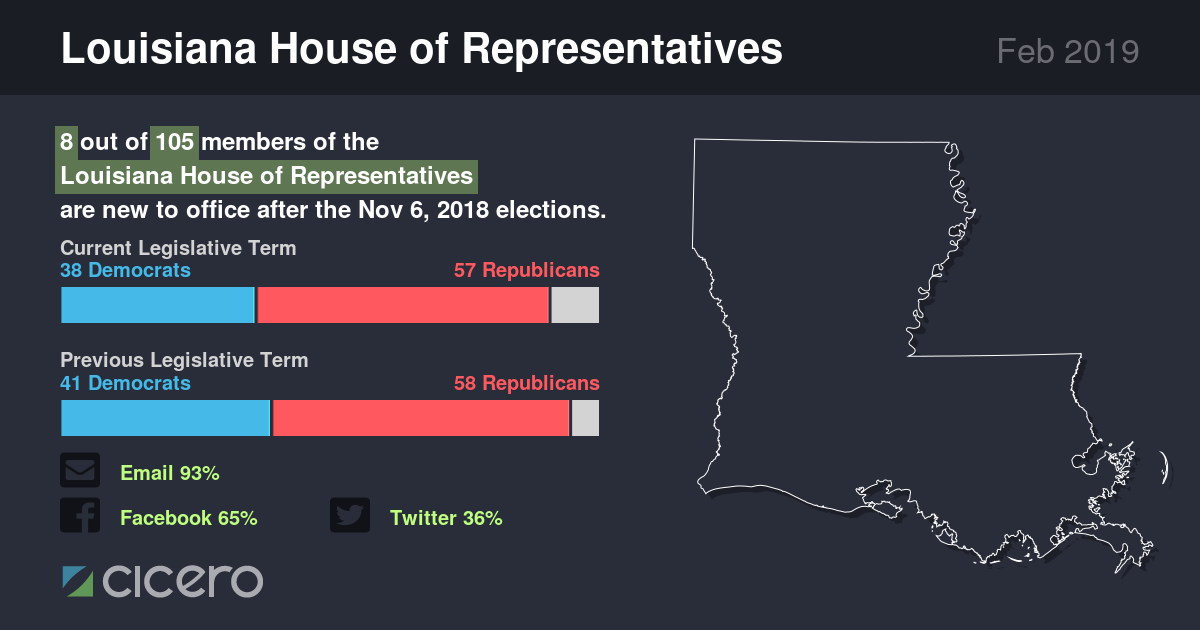 Louisiana House of Representatives
Feb 2019
8 out of 105 members of the
Louisiana House of Representatives
are new to office after the Nov 6, 2018 elections.
Current Legislative Term
38 Democrats
57 Republicans
Previous Legislative Term
41 Democrats
58 Republicans
Email 93%
Facebook 65%
Twitter 36%
cicero